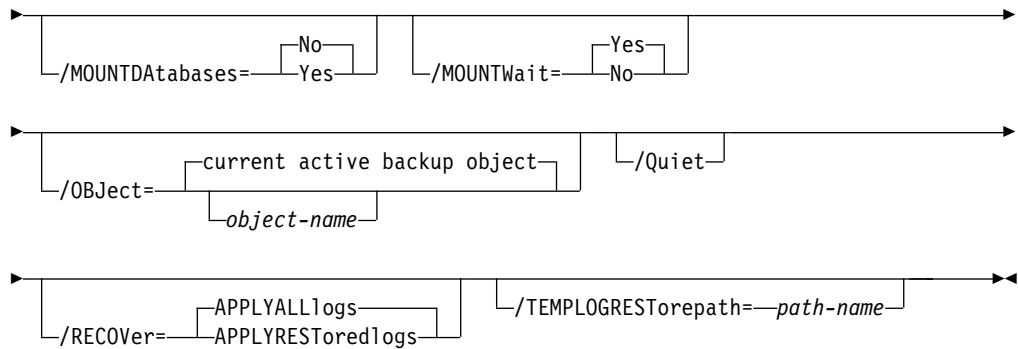 No Yes
/MOUNTDAtabases= Yes /MOUNTWait= No
current active backup object /Quiet
/OBJect=
object-name
APPLYALLlogs /TEMPLOGRESTorepath= path-name
/RECOVer= APPLYRESToredlogs